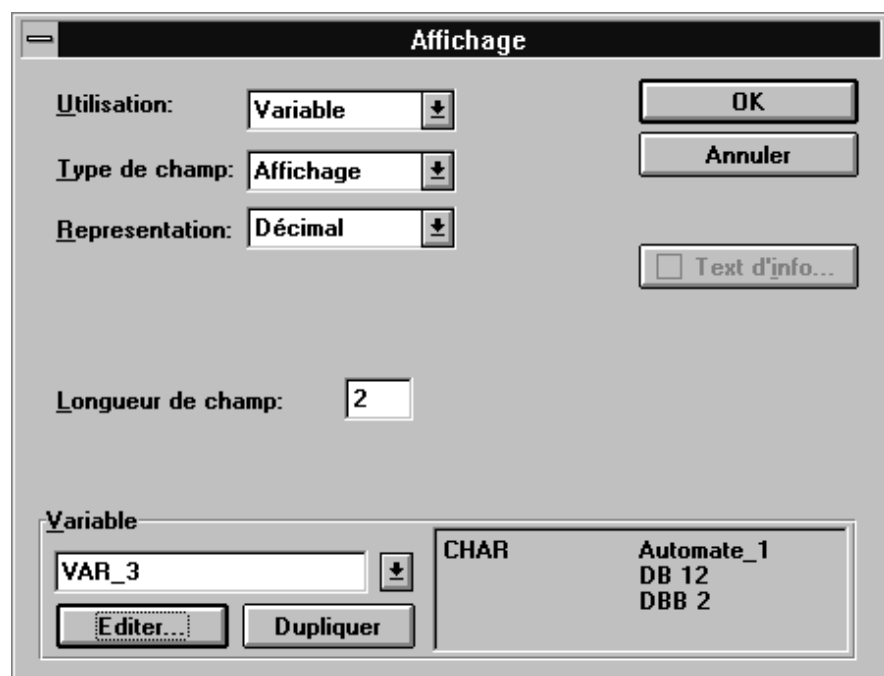 Affichage
Utilisation: Variable OK
Annuler
Type de champ: Affichage
Representation: Décimal
Text d'info...
Longueur de champ: 2
Variable
CHAR Automate_1
VAR_3 DB 12
DBB 2
Editer... Dupliquer